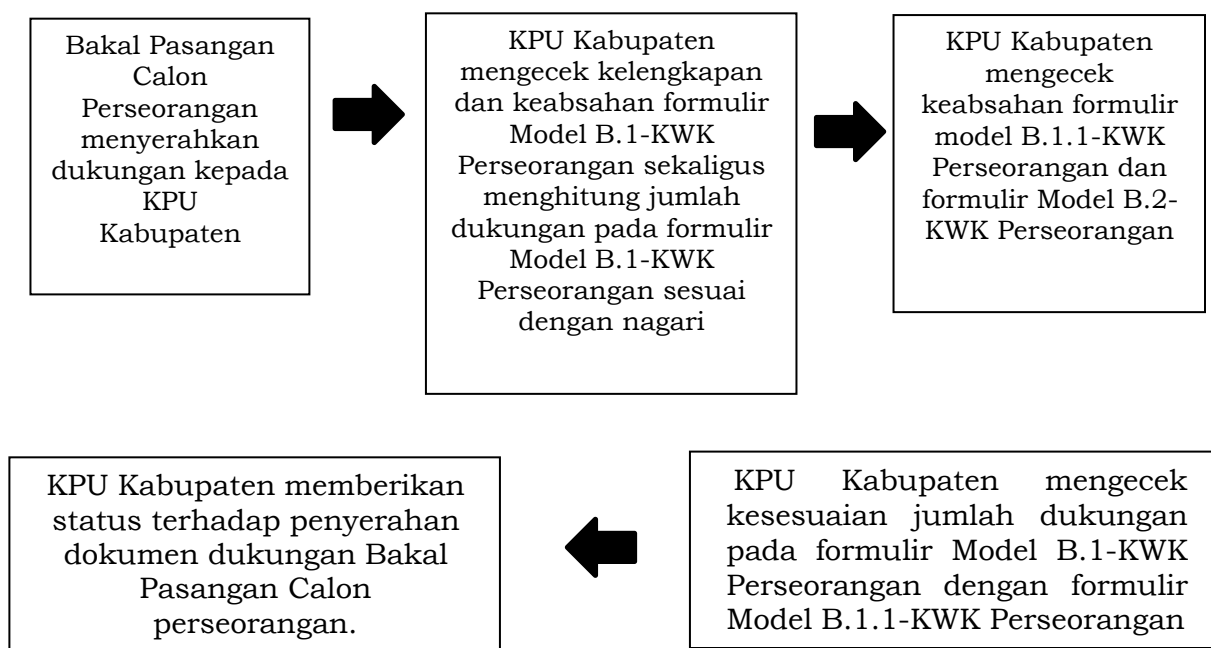 Bakal Pasangan
Calon
Perseorangan
menyerahkan
dukungan kepada
KPU
Kabupaten
KPU Kabupaten
mengecek kelengkapan
dan keabsahan formulir
Model B.1-KWK
Perseorangan sekaligus
menghitung jumlah
dukungan pada formulir
Model B.1-KWK
Perseorangan sesuai
dengan nagari
KPU Kabupaten
mengecek
keabsahan formulir
model B.1.1-KWK
Perseorangan dan
formulir Model B.2-
KWK Perseorangan
KPU Kabupaten mengecek
kesesuaian jumlah dukungan
pada formulir Model B.1-KWK
Perseorangan dengan formulir
Model B.1.1-KWK Perseorangan
KPU Kabupaten memberikan
status terhadap penyerahan
dokumen dukungan Bakal
Pasangan Calon
perseorangan.